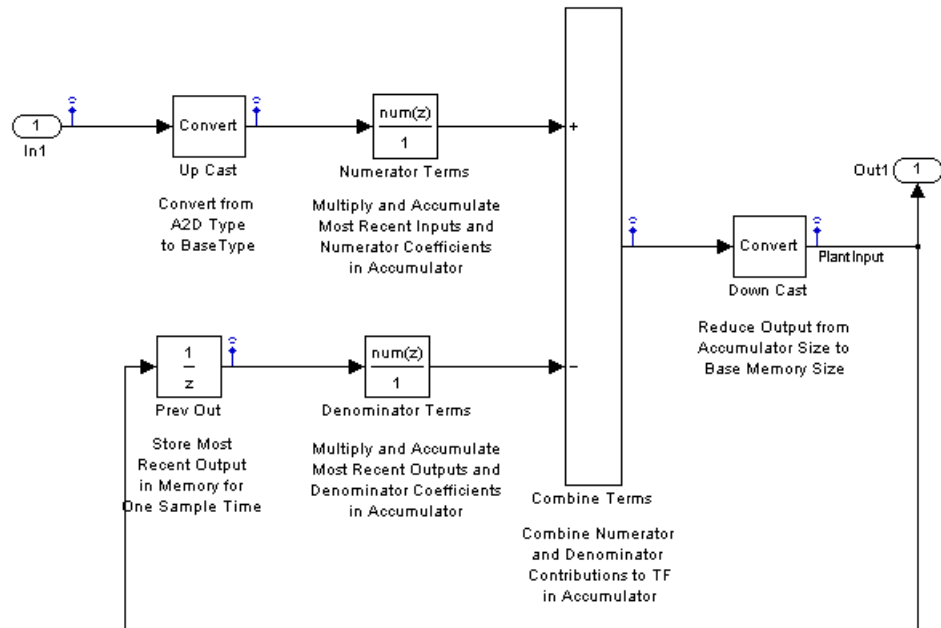 1
In1
Convert
Up Cast
Convert from
A2D Type
to BaseType
num(z)
1
Numerator Terms
Multiply and Accumulate
Most Recent Inputs and
Numerator Coefficients
in Accumulator
+
−
Combine Terms
Combine Numerator
and Denominator
Contributions to TF
in Accumulator
Convert
PlantInput
Down Cast
Reduce Output from
Accumulator Size to
Base Memory Size
Out1
1
1
z
Prev Out
Store Most
Recent Output
in Memory for
One Sample Time
num(z)
1
Denominator Terms
Multiply and Accumulate
Most Recent Outputs and
Denominator Coefficients
in Accumulator